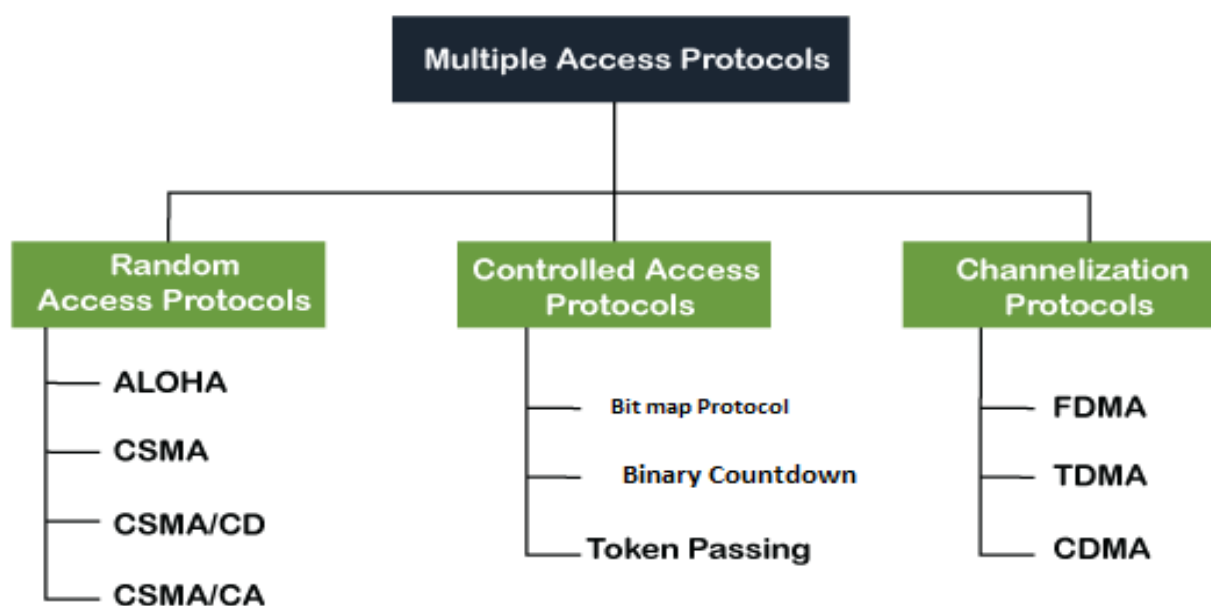 Multiple Access Protocols
Random
Access Protocols
ALOHA
CSMA
CSMA/CD
CSMA/CA
Controlled Access
Protocols
Bit map Protocol
Binary Countdown
Token Passing
Channelization
Protocols
FDMA
TDMA
CDMA